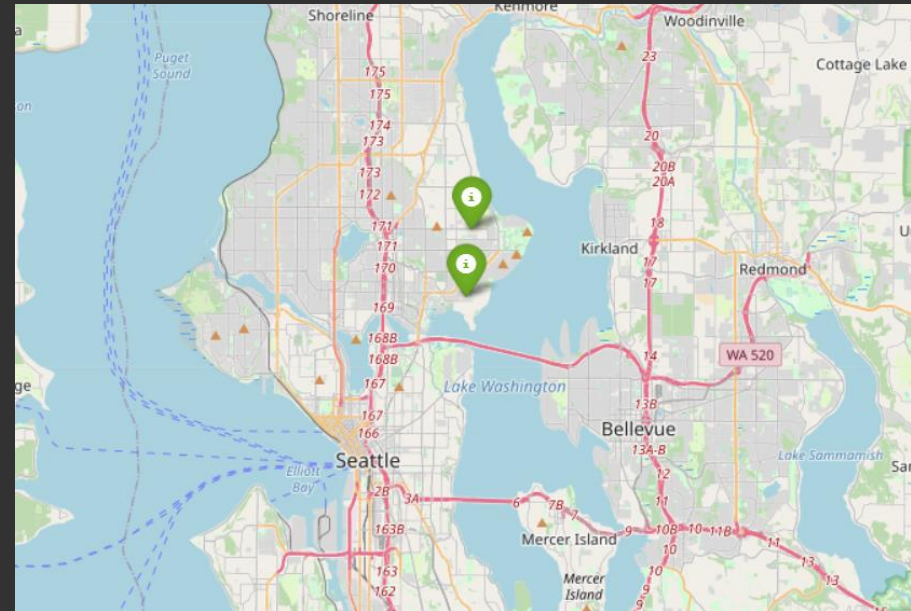 Shoreline
Kenmore
Woodinville
a
Puget
Sound
175
23
Cottage Lake
175
174
173
20
173
20B
20A
172
171
18
171
Kirkland
17
170
Redmond
17
169
168B
14
WA 520
168B
ge
167
Lake Washington
13B
167
166
Bellevue
13A-B
Seattle
Elliott
Bay
Lake Sammamish
12
2B
3A
6
7B
7
11
163B
9
10B
11B
11
Mercer Island
10
13
163
Mercer
Island
10
13
162
9
9